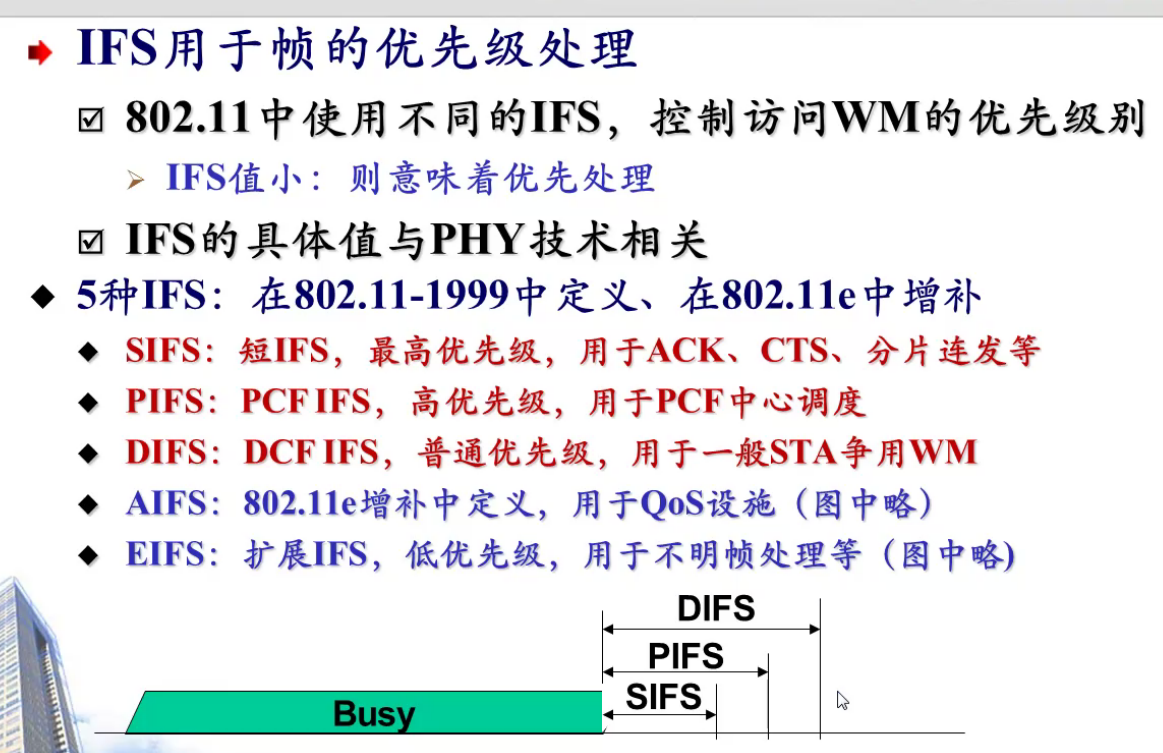 IFS用于帧的优先级处理
802.11中使用不同的IFS，控制访问WM的优先级别
IFS值小：则意味着优先处理
IFS的具体值与PHY技术相关
5种IFS：在802.11-1999中定义、在802.11e中增补
SIFS：短IFS，最高优先级，用于ACK、CTS、分片连发等
PIFS：PCF IFS，高优先级，用于PCF中心调度
DIFS：DCF IFS，普通优先级，用于一般STA争用WM
AIFS：802.11e增补中定义，用于QoS设施（图中略）
EIFS：扩展IFS，低优先级，用于不明帧处理等（图中略)
DIFS
PIFS
SIFS
Busy